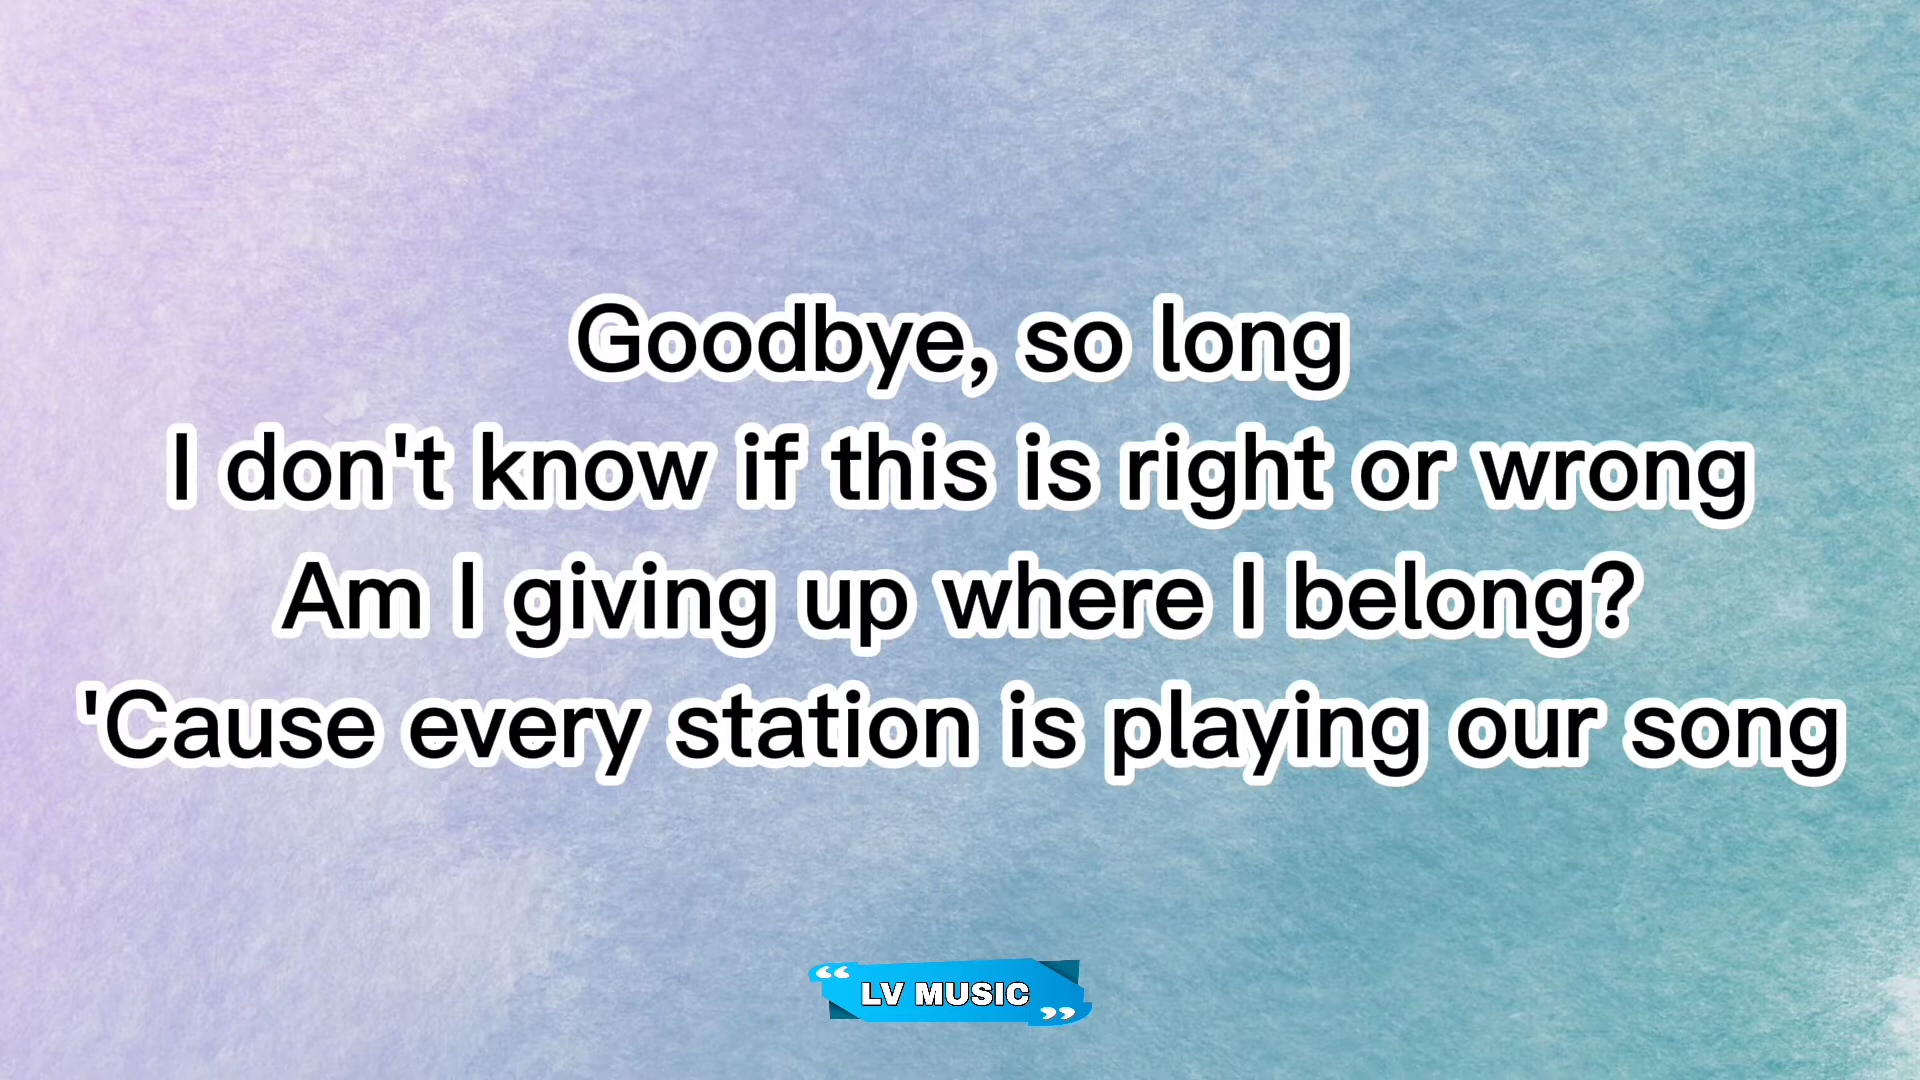 Goodbye, so long
I don't know if this is right or wrong
Am I giving up where I belong?
'Cause every station is playing our song
“ LV MUSIC ”